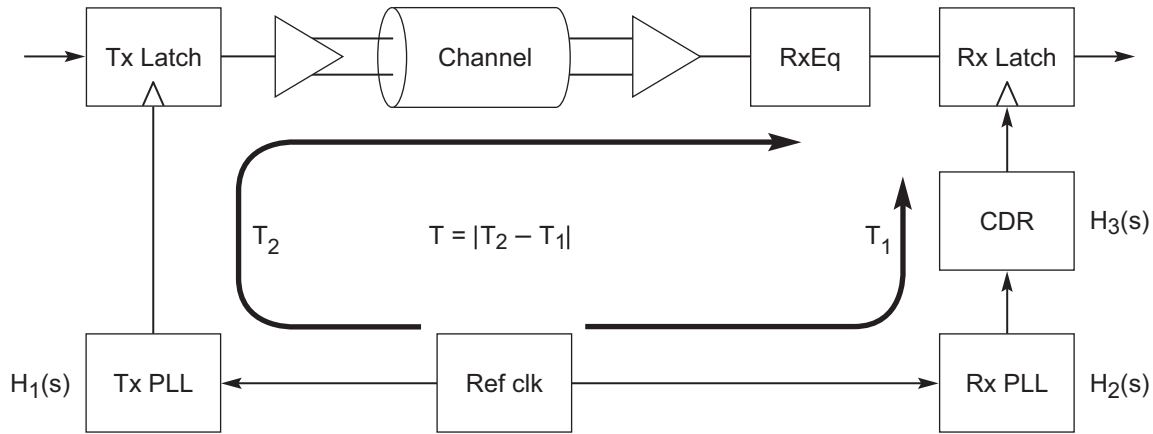 Tx Latch
Channel
RxEq
Rx Latch
T₂
T = |T₂ – T₁|
T₁
CDR
H₃(s)
H₁(s)
Tx PLL
Ref clk
Rx PLL
H₂(s)